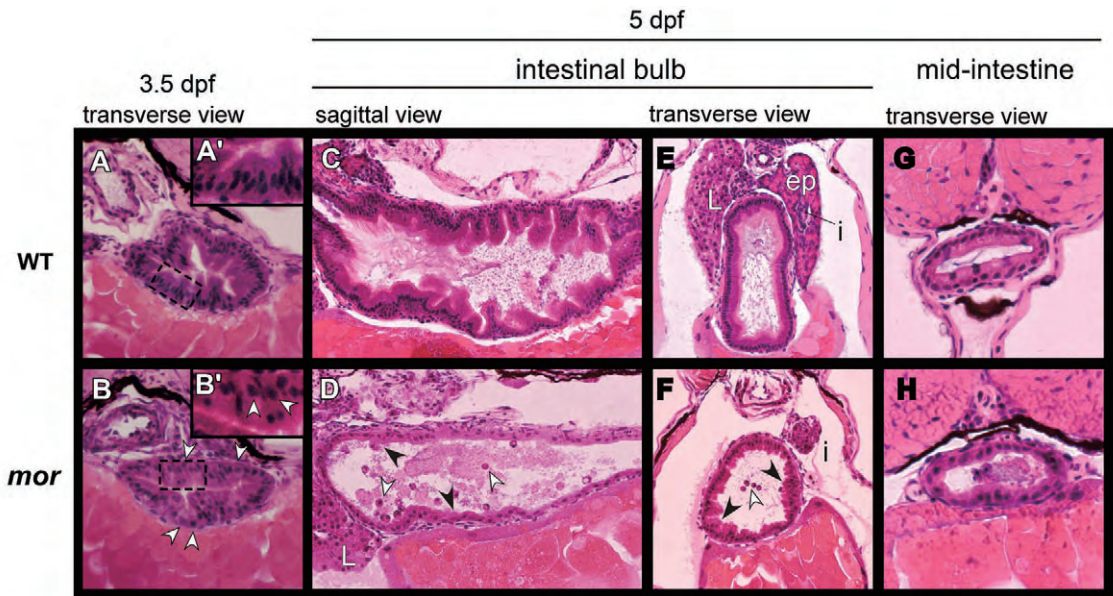 5 dpf
intestinal bulb
mid-intestine
3.5 dpf
transverse view
sagittal view
transverse view
transverse view
WT
A
A'
C
E
L
ep
i
G
mor
B
B'
D
L
F
i
H